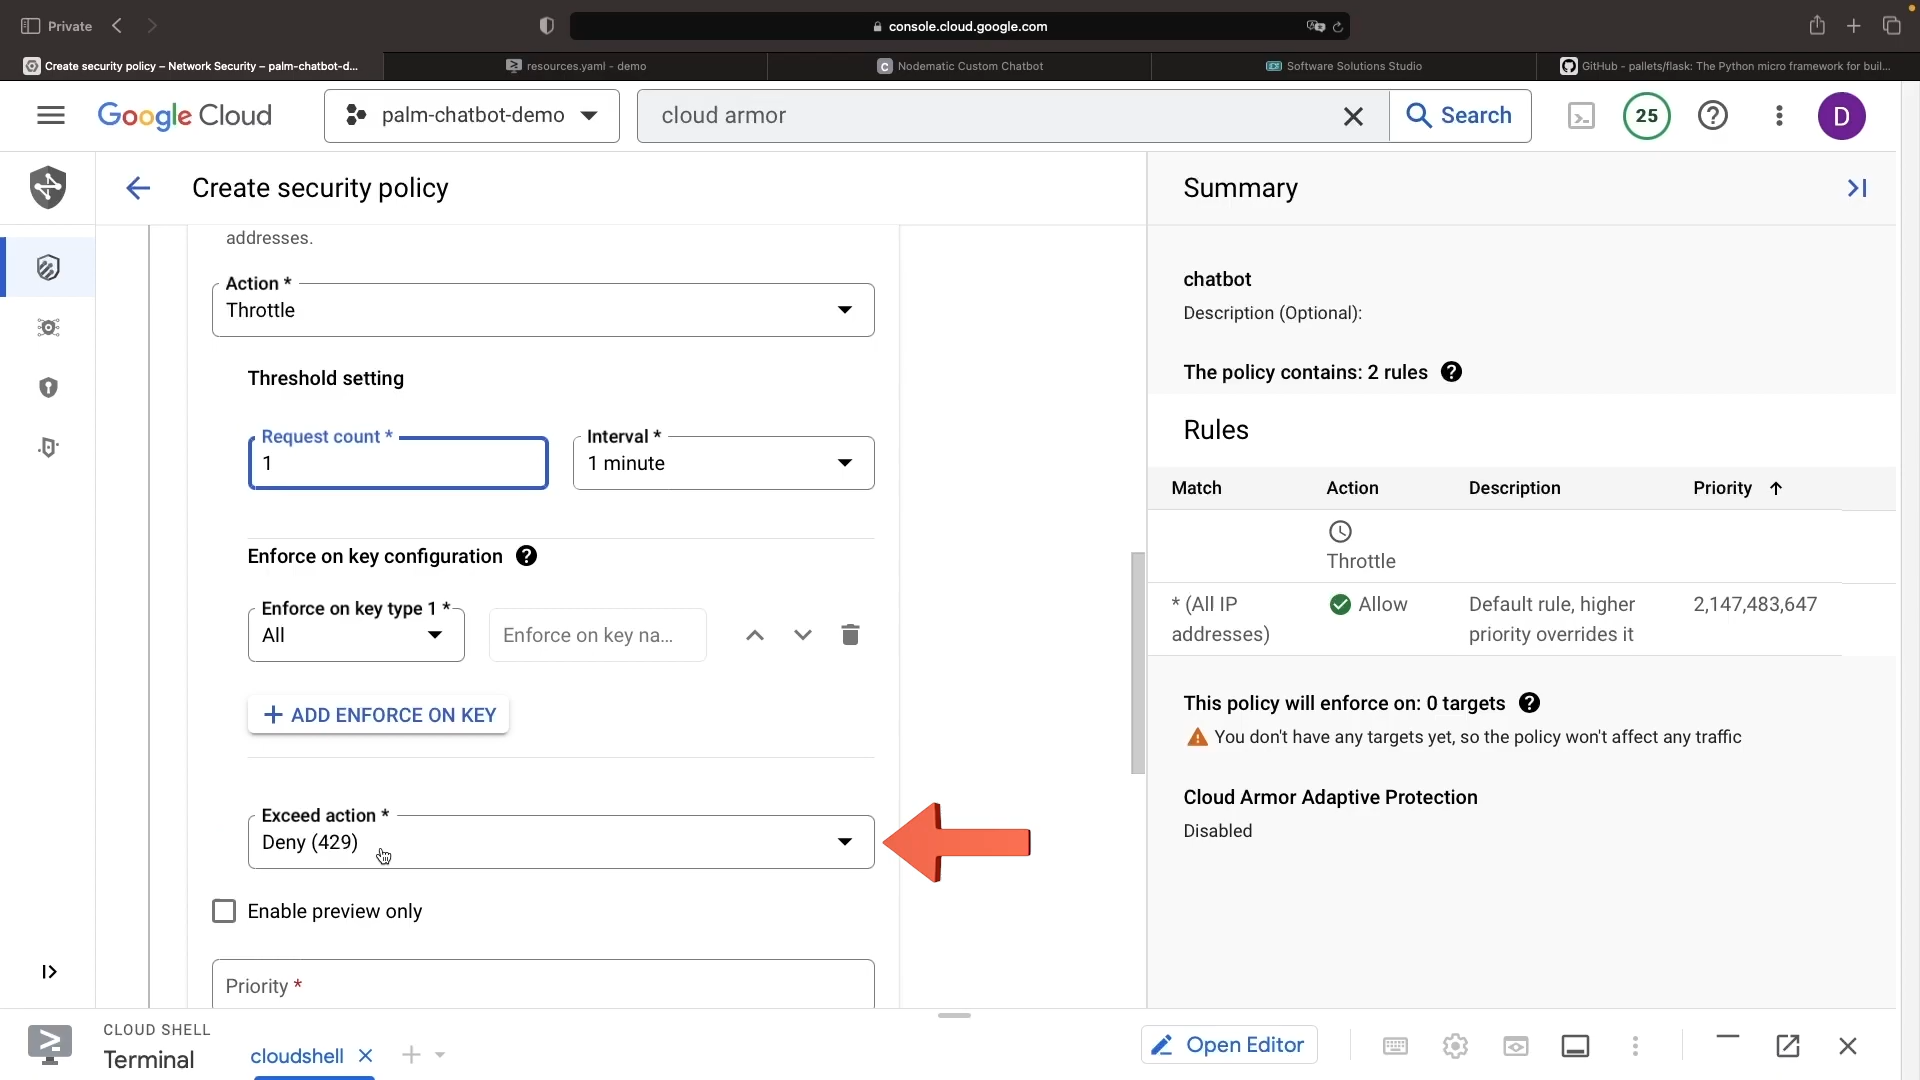 Private
console.cloud.google.com
Create security policy – Network Security – palm-chatbot-d...
resources.yaml - demo
Nodematic Custom Chatbot
Software Solutions Studio
GitHub - pallets/flask: The Python micro framework for buil...
Google Cloud
palm-chatbot-demo
cloud armor
Search
25
D
Create security policy
addresses.
Action *
Throttle
Threshold setting
Request count *
1
Interval *
1 minute
Enforce on key configuration
Enforce on key type 1 *
All
Enforce on key na...
+ ADD ENFORCE ON KEY
Exceed action *
Deny (429)
Enable preview only
Priority *
Summary
chatbot
Description (Optional):
The policy contains: 2 rules
Rules
Match Action Description Priority
Throttle
* (All IP addresses) Allow Default rule, higher priority overrides it 2,147,483,647
This policy will enforce on: 0 targets
You don't have any targets yet, so the policy won't affect any traffic
Cloud Armor Adaptive Protection
Disabled
CLOUD SHELL
Terminal
cloudshell
Open Editor